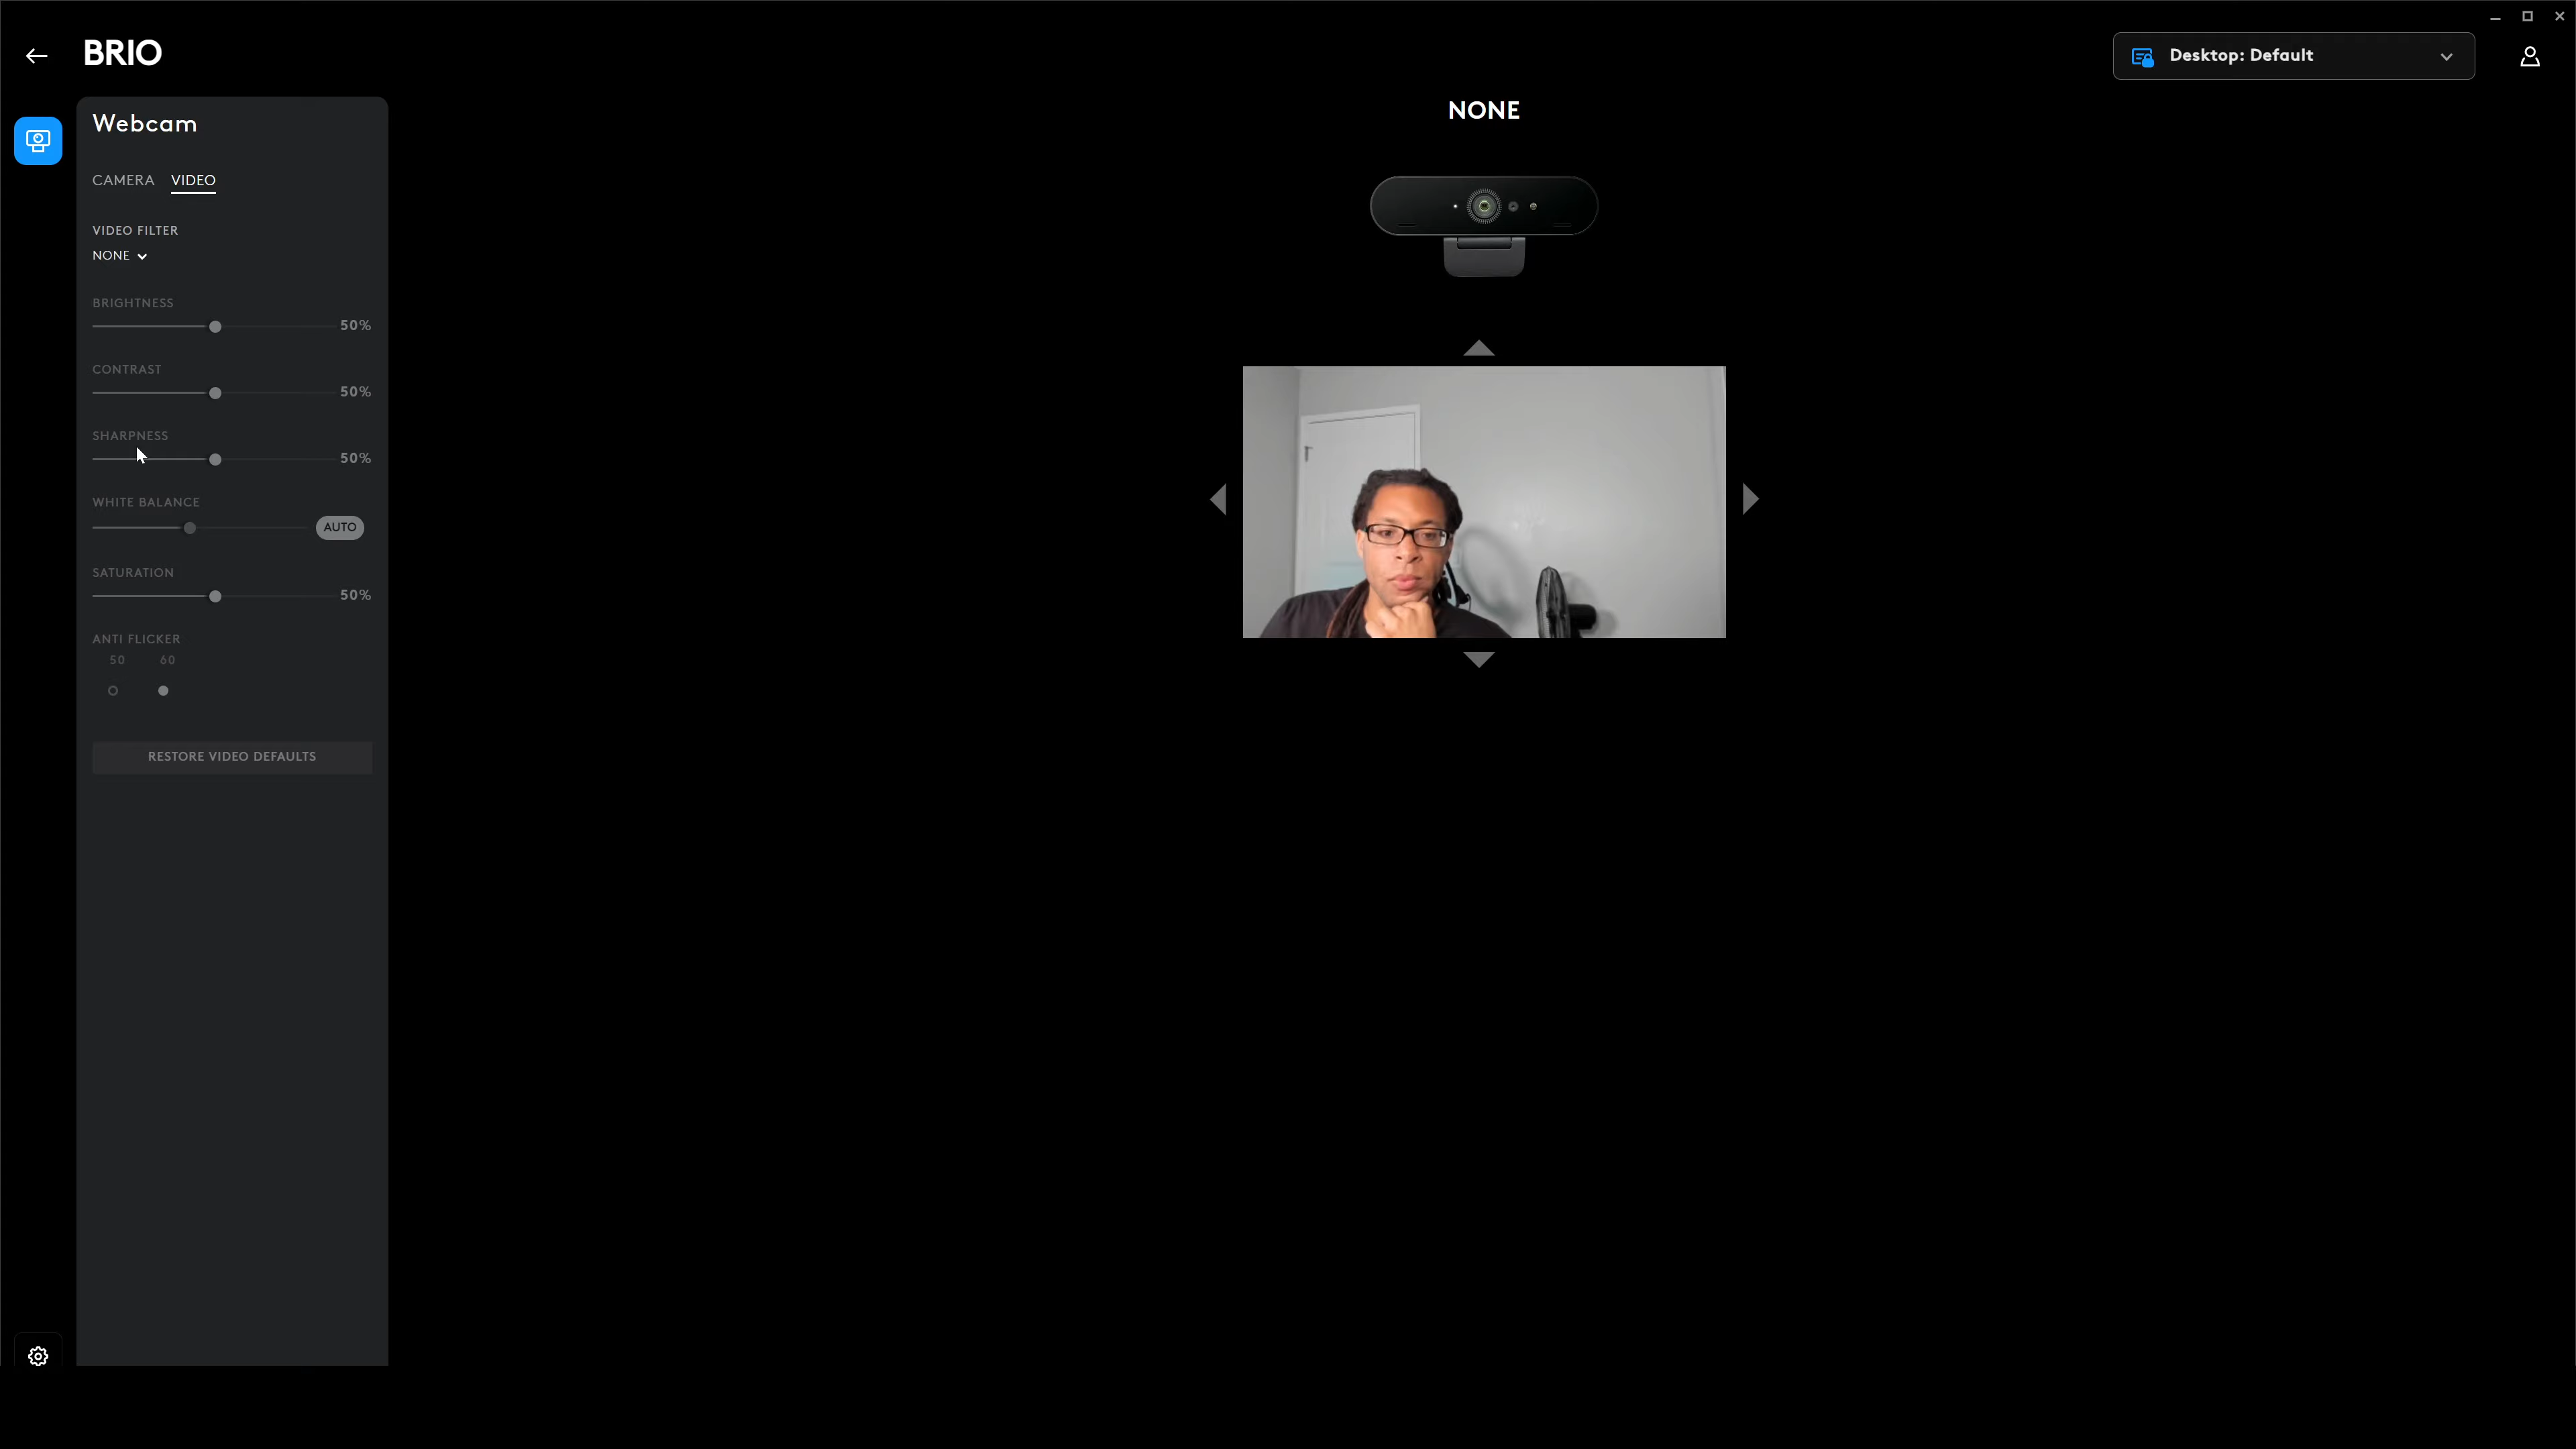 BRIO
Desktop: Default
Webcam
CAMERA VIDEO
VIDEO FILTER
NONE
BRIGHTNESS
50%
CONTRAST
50%
SHARPNESS
50%
WHITE BALANCE
AUTO
SATURATION
50%
ANTI FLICKER
50 60
RESTORE VIDEO DEFAULTS
NONE